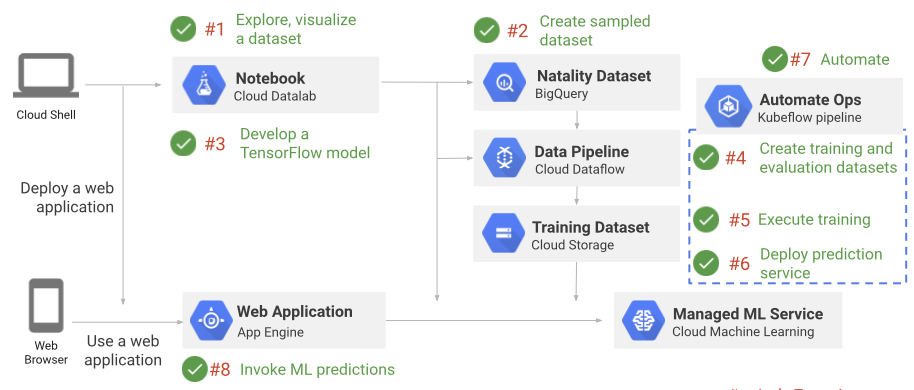 #1 Explore, visualize
a dataset
#2 Create sampled
dataset
#7 Automate
Notebook
Cloud Datalab
Natality Dataset
BigQuery
Automate Ops
Kubeflow pipeline
Cloud Shell
#3 Develop a
TensorFlow model
Data Pipeline
Cloud Dataflow
#4 Create training and
evaluation datasets
Deploy a web
application
Training Dataset
Cloud Storage
#5 Execute training
#6 Deploy prediction
service
Web Application
App Engine
Managed ML Service
Cloud Machine Learning
Web
Browser
Use a web
application
#8 Invoke ML predictions